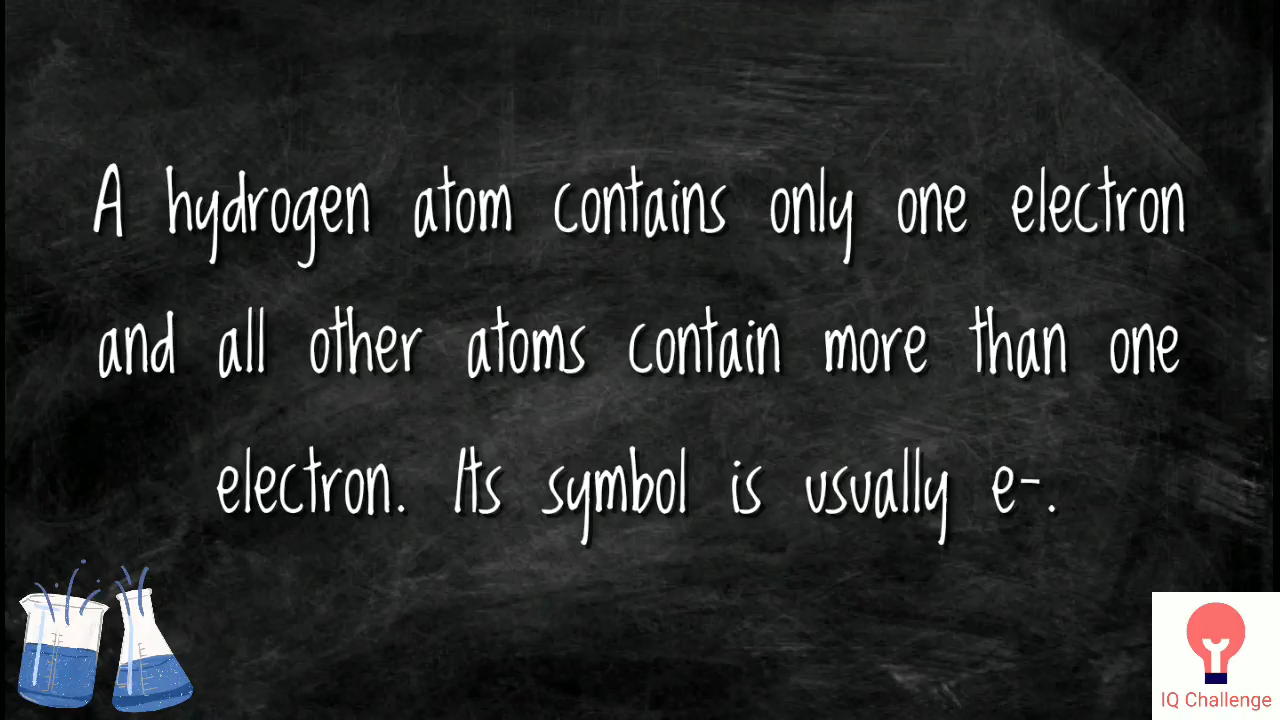 A hydrogen atom contains only one electron
and all other atoms contain more than one
electron. Its symbol is usually e-.
IQ Challenge